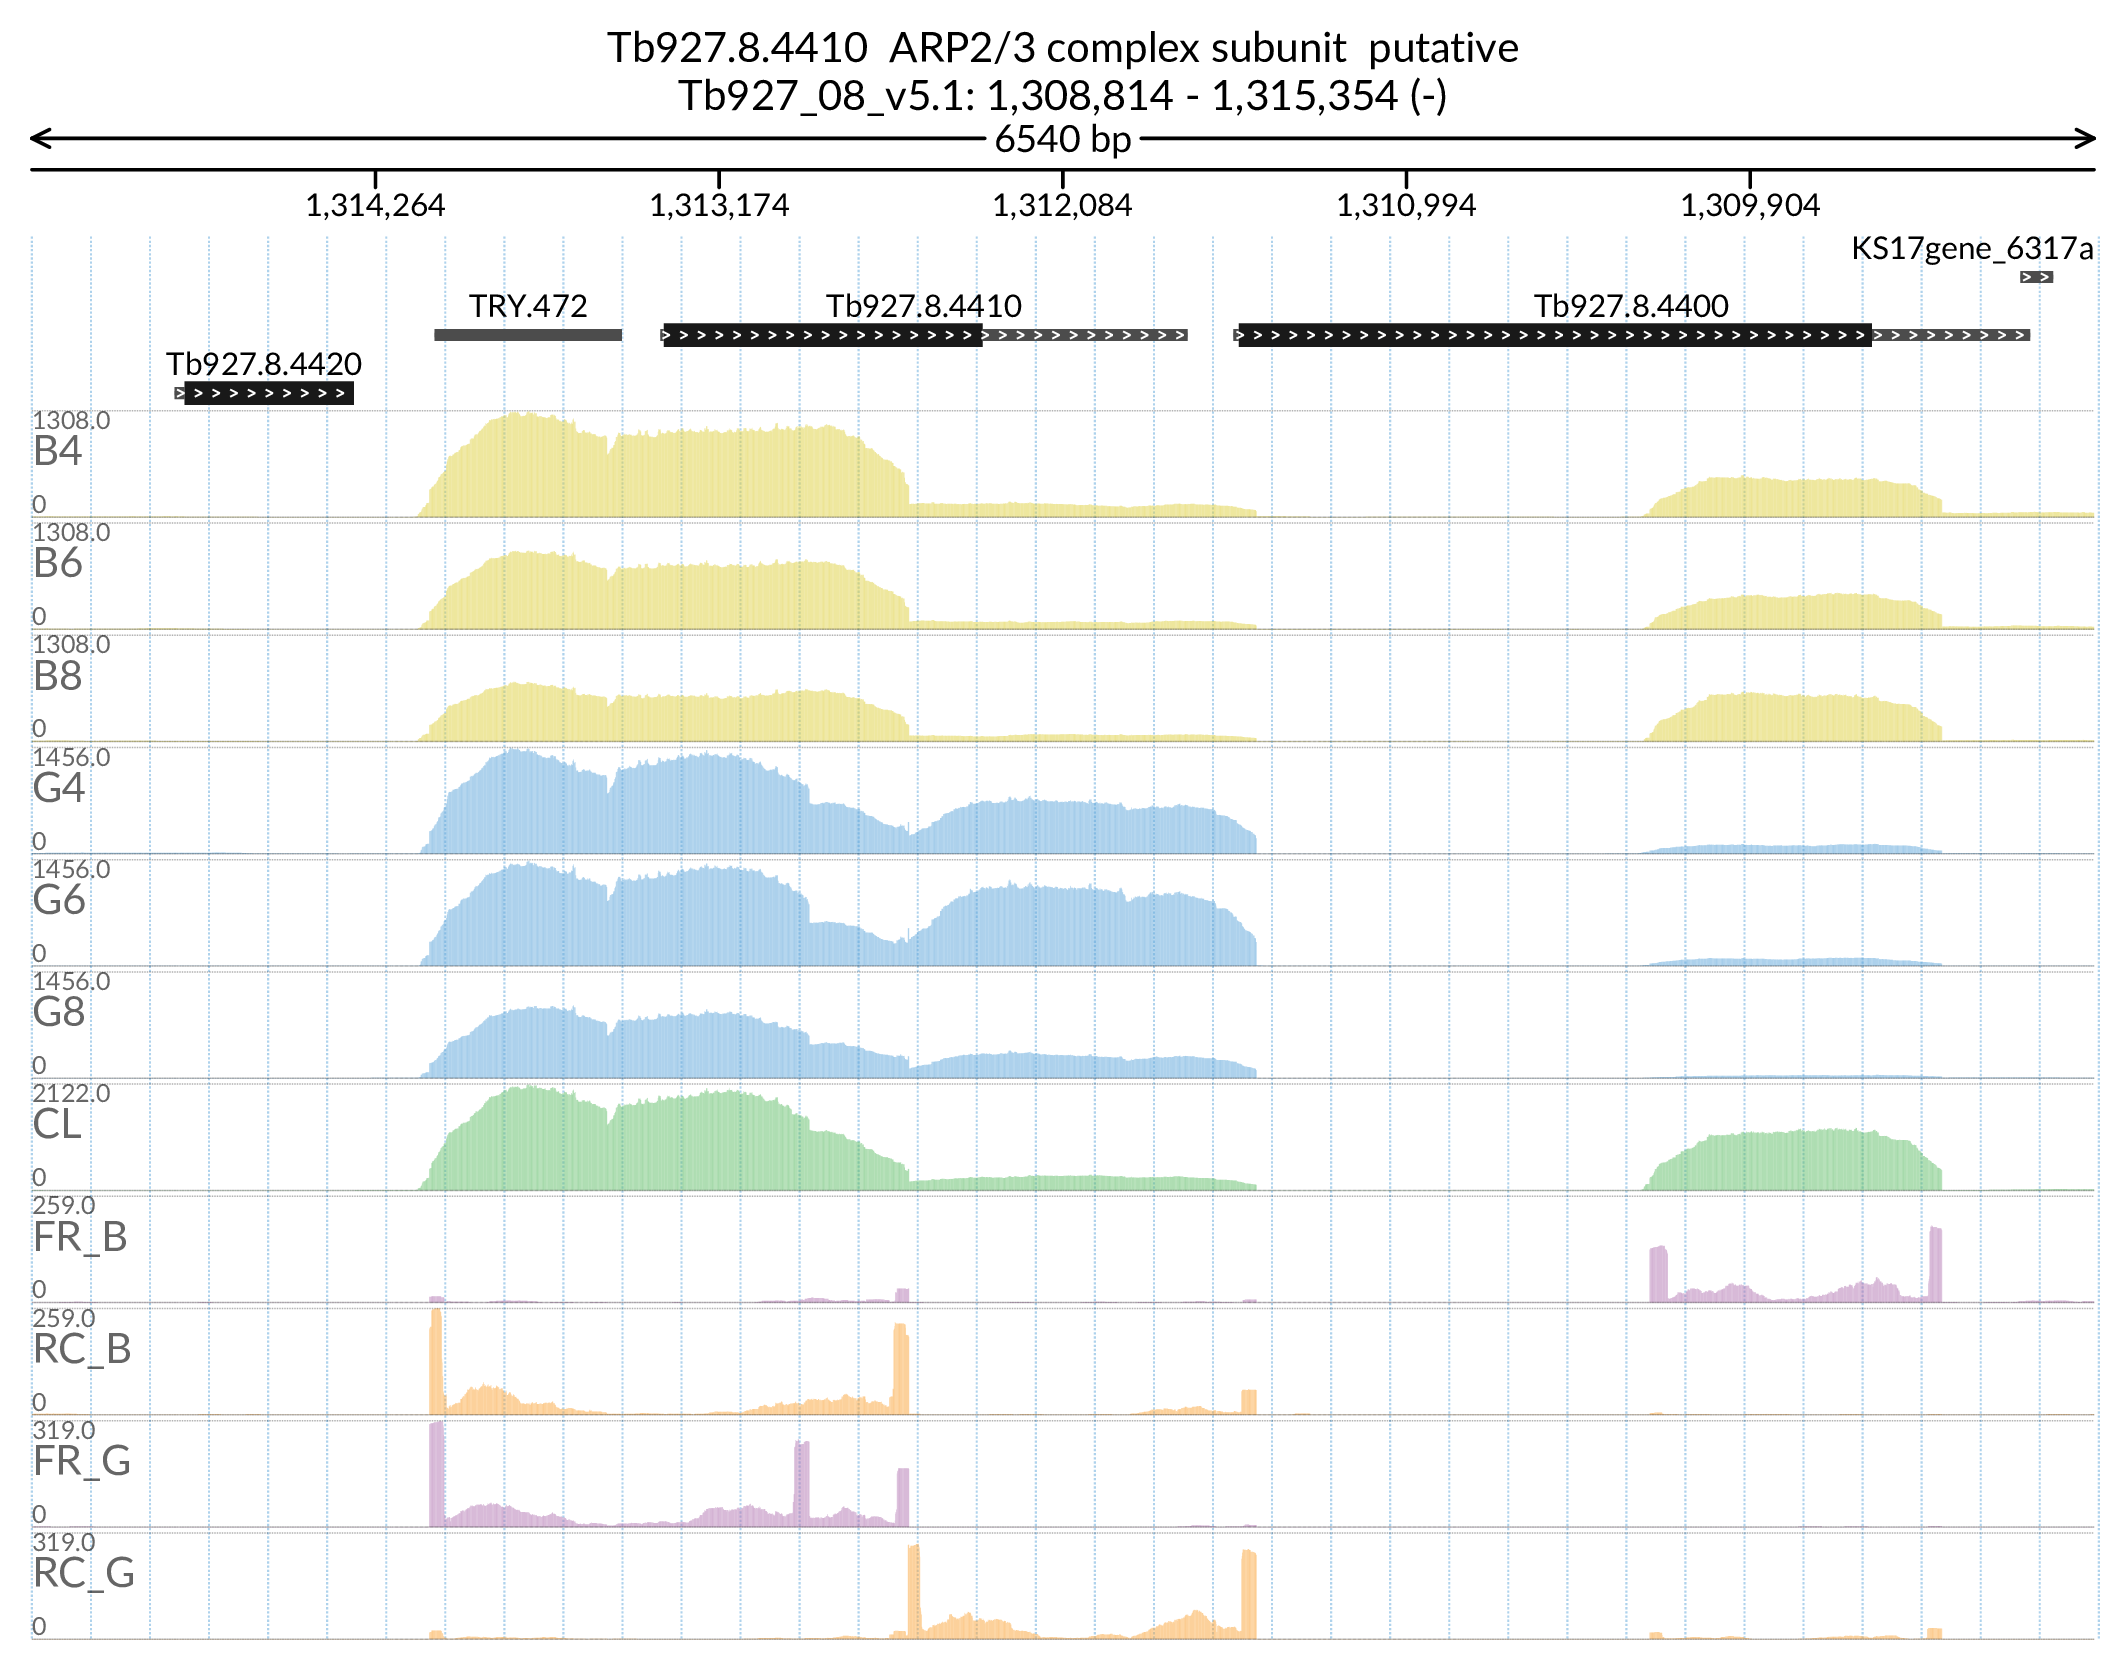 Tb927.8.4410  ARP2/3 complex subunit  putative
Tb927_08_v5.1: 1,308,814 - 1,315,354 (-)
6540 bp
1,314,264 1,313,174 1,312,084 1,310,994 1,309,904
KS17gene_6317a
TRY.472 Tb927.8.4410 Tb927.8.4400
Tb927.8.4420
1308.0
B4
0
1308.0
B6
0
1308.0
B8
0
1456.0
G4
0
1456.0
G6
0
1456.0
G8
0
2122.0
CL
0
259.0
FR_B
0
259.0
RC_B
0
319.0
FR_G
0
319.0
RC_G
0